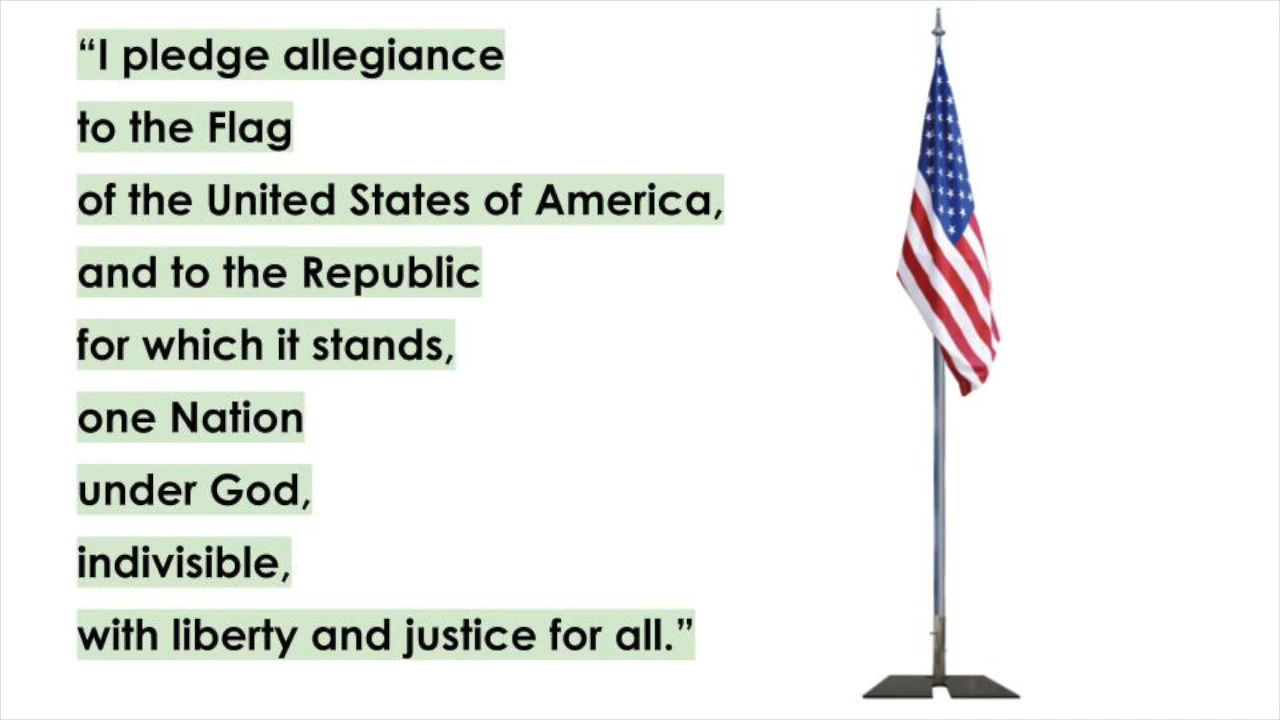 “I pledge allegiance
to the Flag
of the United States of America,
and to the Republic
for which it stands,
one Nation
under God,
indivisible,
with liberty and justice for all.”